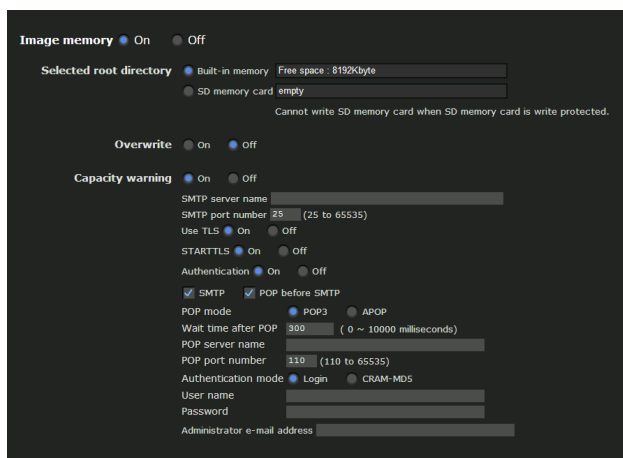 Image memory On Off
Selected root directory Built-in memory Free space : 8192Kbyte
SD memory card empty
Cannot write SD memory card when SD memory card is write protected.
Overwrite On Off
Capacity warning On Off
SMTP server name
SMTP port number 25 (25 to 65535)
Use TLS On Off
STARTTLS On Off
Authentication On Off
SMTP POP before SMTP
POP mode POP3 APOP
Wait time after POP 300 ( 0 ~ 10000 milliseconds)
POP server name
POP port number 110 (110 to 65535)
Authentication mode Login CRAM-MD5
User name
Password
Administrator e-mail address